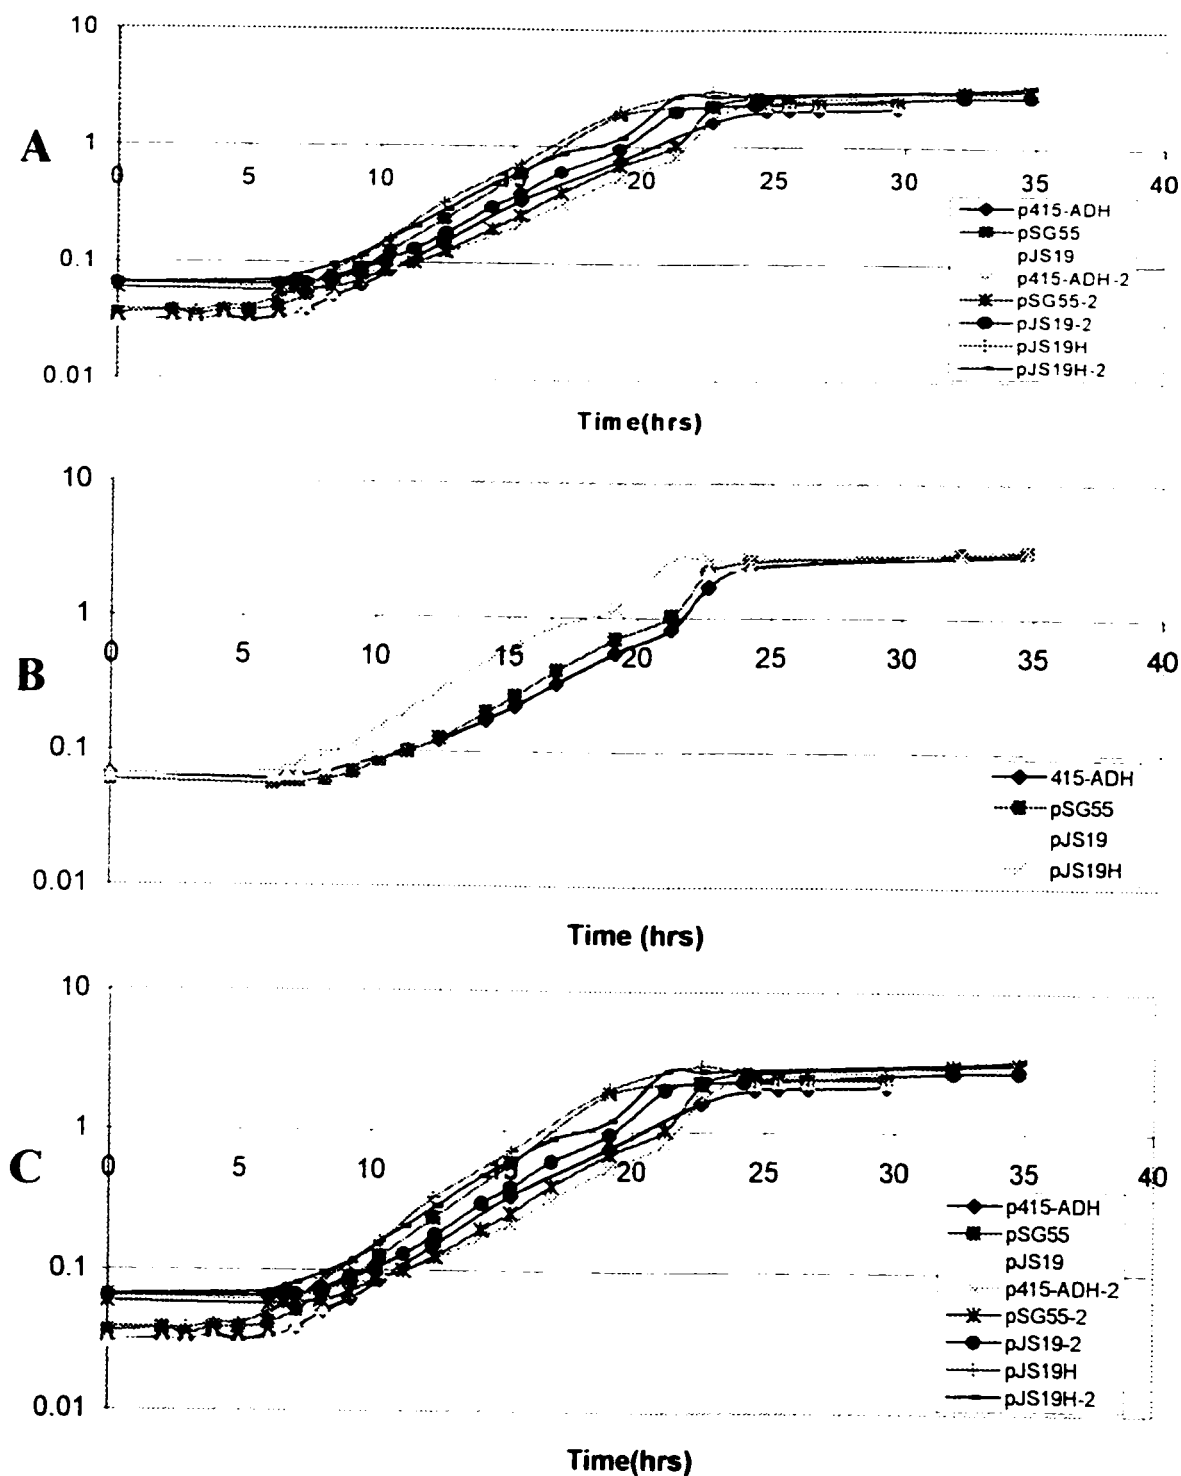 10
A
1
0 5 10 15 20 25 30 35 40
p415-ADH
pSG55
0.1
pJS19
p415-ADH-2
pSG55-2
pJS19-2
pJS19H
0.01
pJS19H-2
Time(hrs)
10
1
0 5 10 15 20 25 30 35 40
B
0.1
415-ADH
pSG55
pJS19
0.01
pJS19H
Time (hrs)
10
1
C
0 5 10 15 20 25 30 35 40
p415-ADH
pSG55
0.1
pJS19
p415-ADH-2
pSG55-2
pJS19-2
pJS19H
0.01
pJS19H-2
Time(hrs)